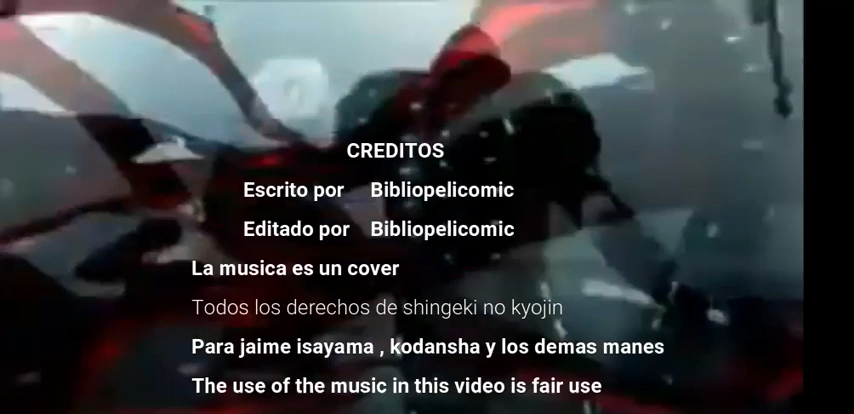 CREDITOS
Escrito por Bibliopelicomic
Editado por Bibliopelicomic
La musica es un cover
Todos los derechos de shingeki no kyojin
Para jaime isayama , kodansha y los demas manes
The use of the music in this video is fair use